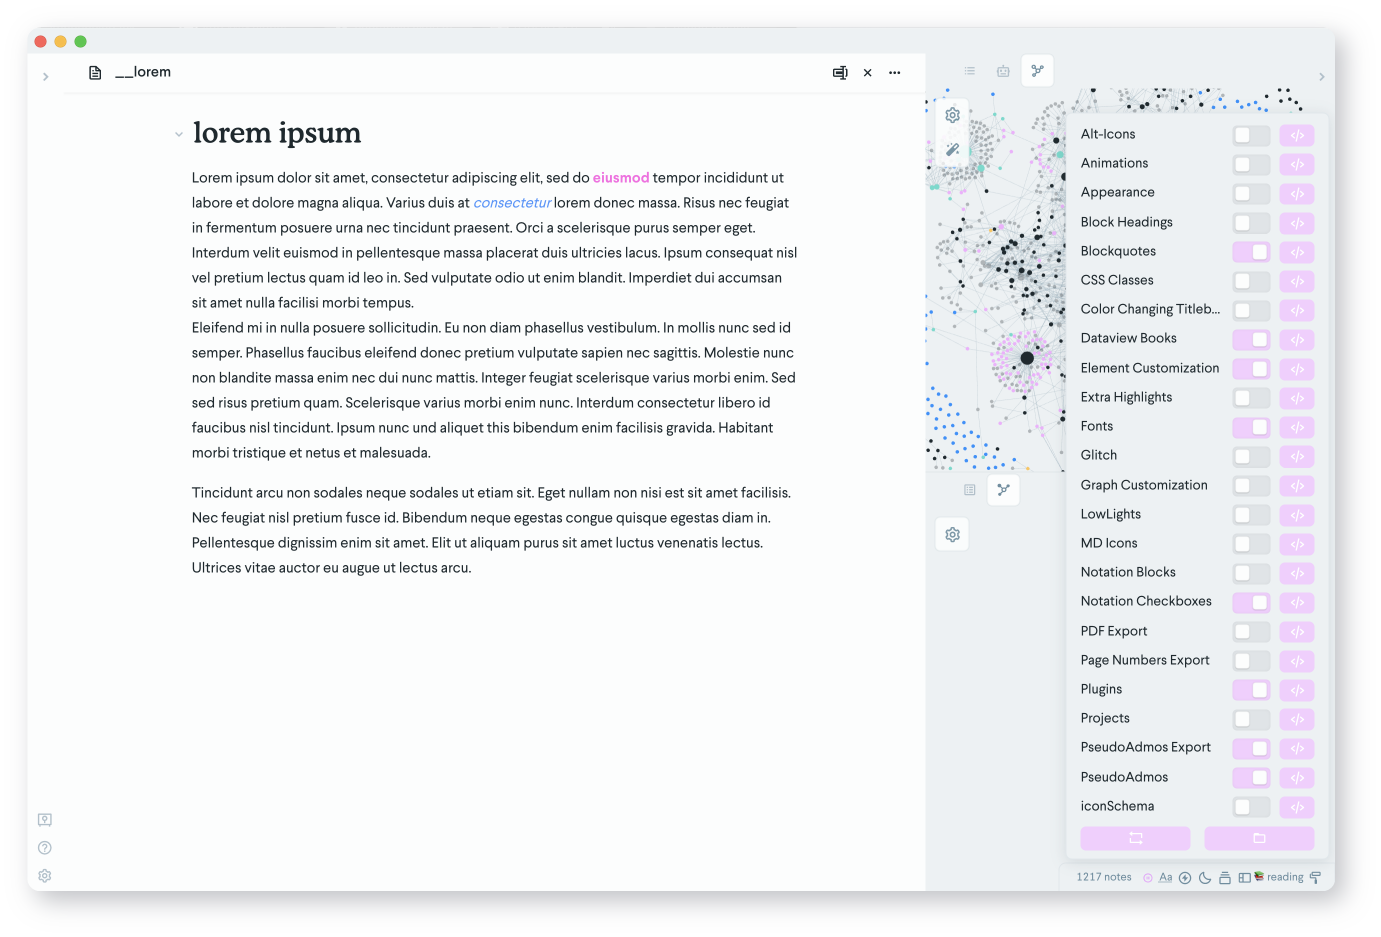 __lorem
lorem ipsum
Lorem ipsum dolor sit amet, consectetur adipiscing elit, sed do eiusmod tempor incididunt ut
labore et dolore magna aliqua. Varius duis at consectetur lorem donec massa. Risus nec feugiat
in fermentum posuere urna nec tincidunt praesent. Orci a scelerisque purus semper eget.
Interdum velit euismod in pellentesque massa placerat duis ultricies lacus. Ipsum consequat nisl
vel pretium lectus quam id leo in. Sed vulputate odio ut enim blandit. Imperdiet dui accumsan
sit amet nulla facilisi morbi tempus.
Eleifend mi in nulla posuere sollicitudin. Eu non diam phasellus vestibulum. In mollis nunc sed id
semper. Phasellus faucibus eleifend donec pretium vulputate sapien nec sagittis. Molestie nunc
non blandite massa enim nec dui nunc mattis. Integer feugiat scelerisque varius morbi enim. Sed
sed risus pretium quam. Scelerisque varius morbi enim nunc. Interdum consectetur libero id
faucibus nisl tincidunt. Ipsum nunc und aliquet this bibendum enim facilisis gravida. Habitant
morbi tristique et netus et malesuada.
Tincidunt arcu non sodales neque sodales ut etiam sit. Eget nullam non nisi est sit amet facilisis.
Nec feugiat nisl pretium fusce id. Bibendum neque egestas congue quisque egestas diam in.
Pellentesque dignissim enim sit amet. Elit ut aliquam purus sit amet luctus venenatis lectus.
Ultrices vitae auctor eu augue ut lectus arcu.
Alt-Icons
Animations
Appearance
Block Headings
Blockquotes
CSS Classes
Color Changing Titleb...
Dataview Books
Element Customization
Extra Highlights
Fonts
Glitch
Graph Customization
LowLights
MD Icons
Notation Blocks
Notation Checkboxes
PDF Export
Page Numbers Export
Plugins
Projects
PseudoAdmos Export
PseudoAdmos
iconSchema
1217 notes Aa reading